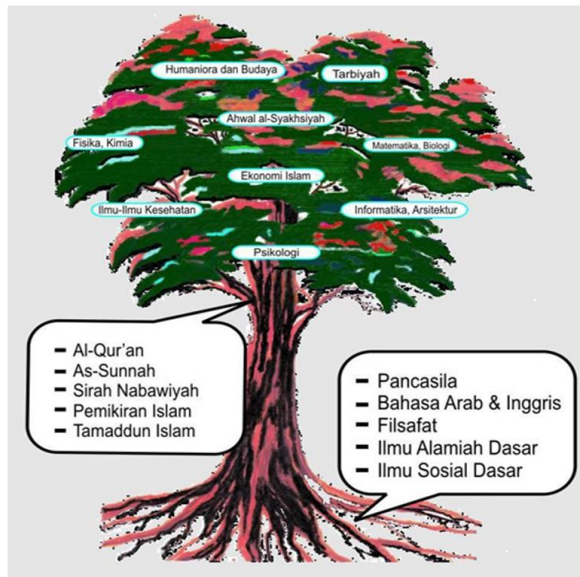 Humaniora dan Budaya
Tarbiyah
Ahwal al-Syakhsiyah
Fisika, Kimia
Matematika, Biologi
Ekonomi Islam
Ilmu-Ilmu Kesehatan
Informatika, Arsitektur
Psikologi
- Al-Qur'an
- As-Sunnah
- Sirah Nabawiyah
- Pemikiran Islam
- Tamaddun Islam
- Pancasila
- Bahasa Arab & Inggris
- Filsafat
- Ilmu Alamiah Dasar
- Ilmu Sosial Dasar